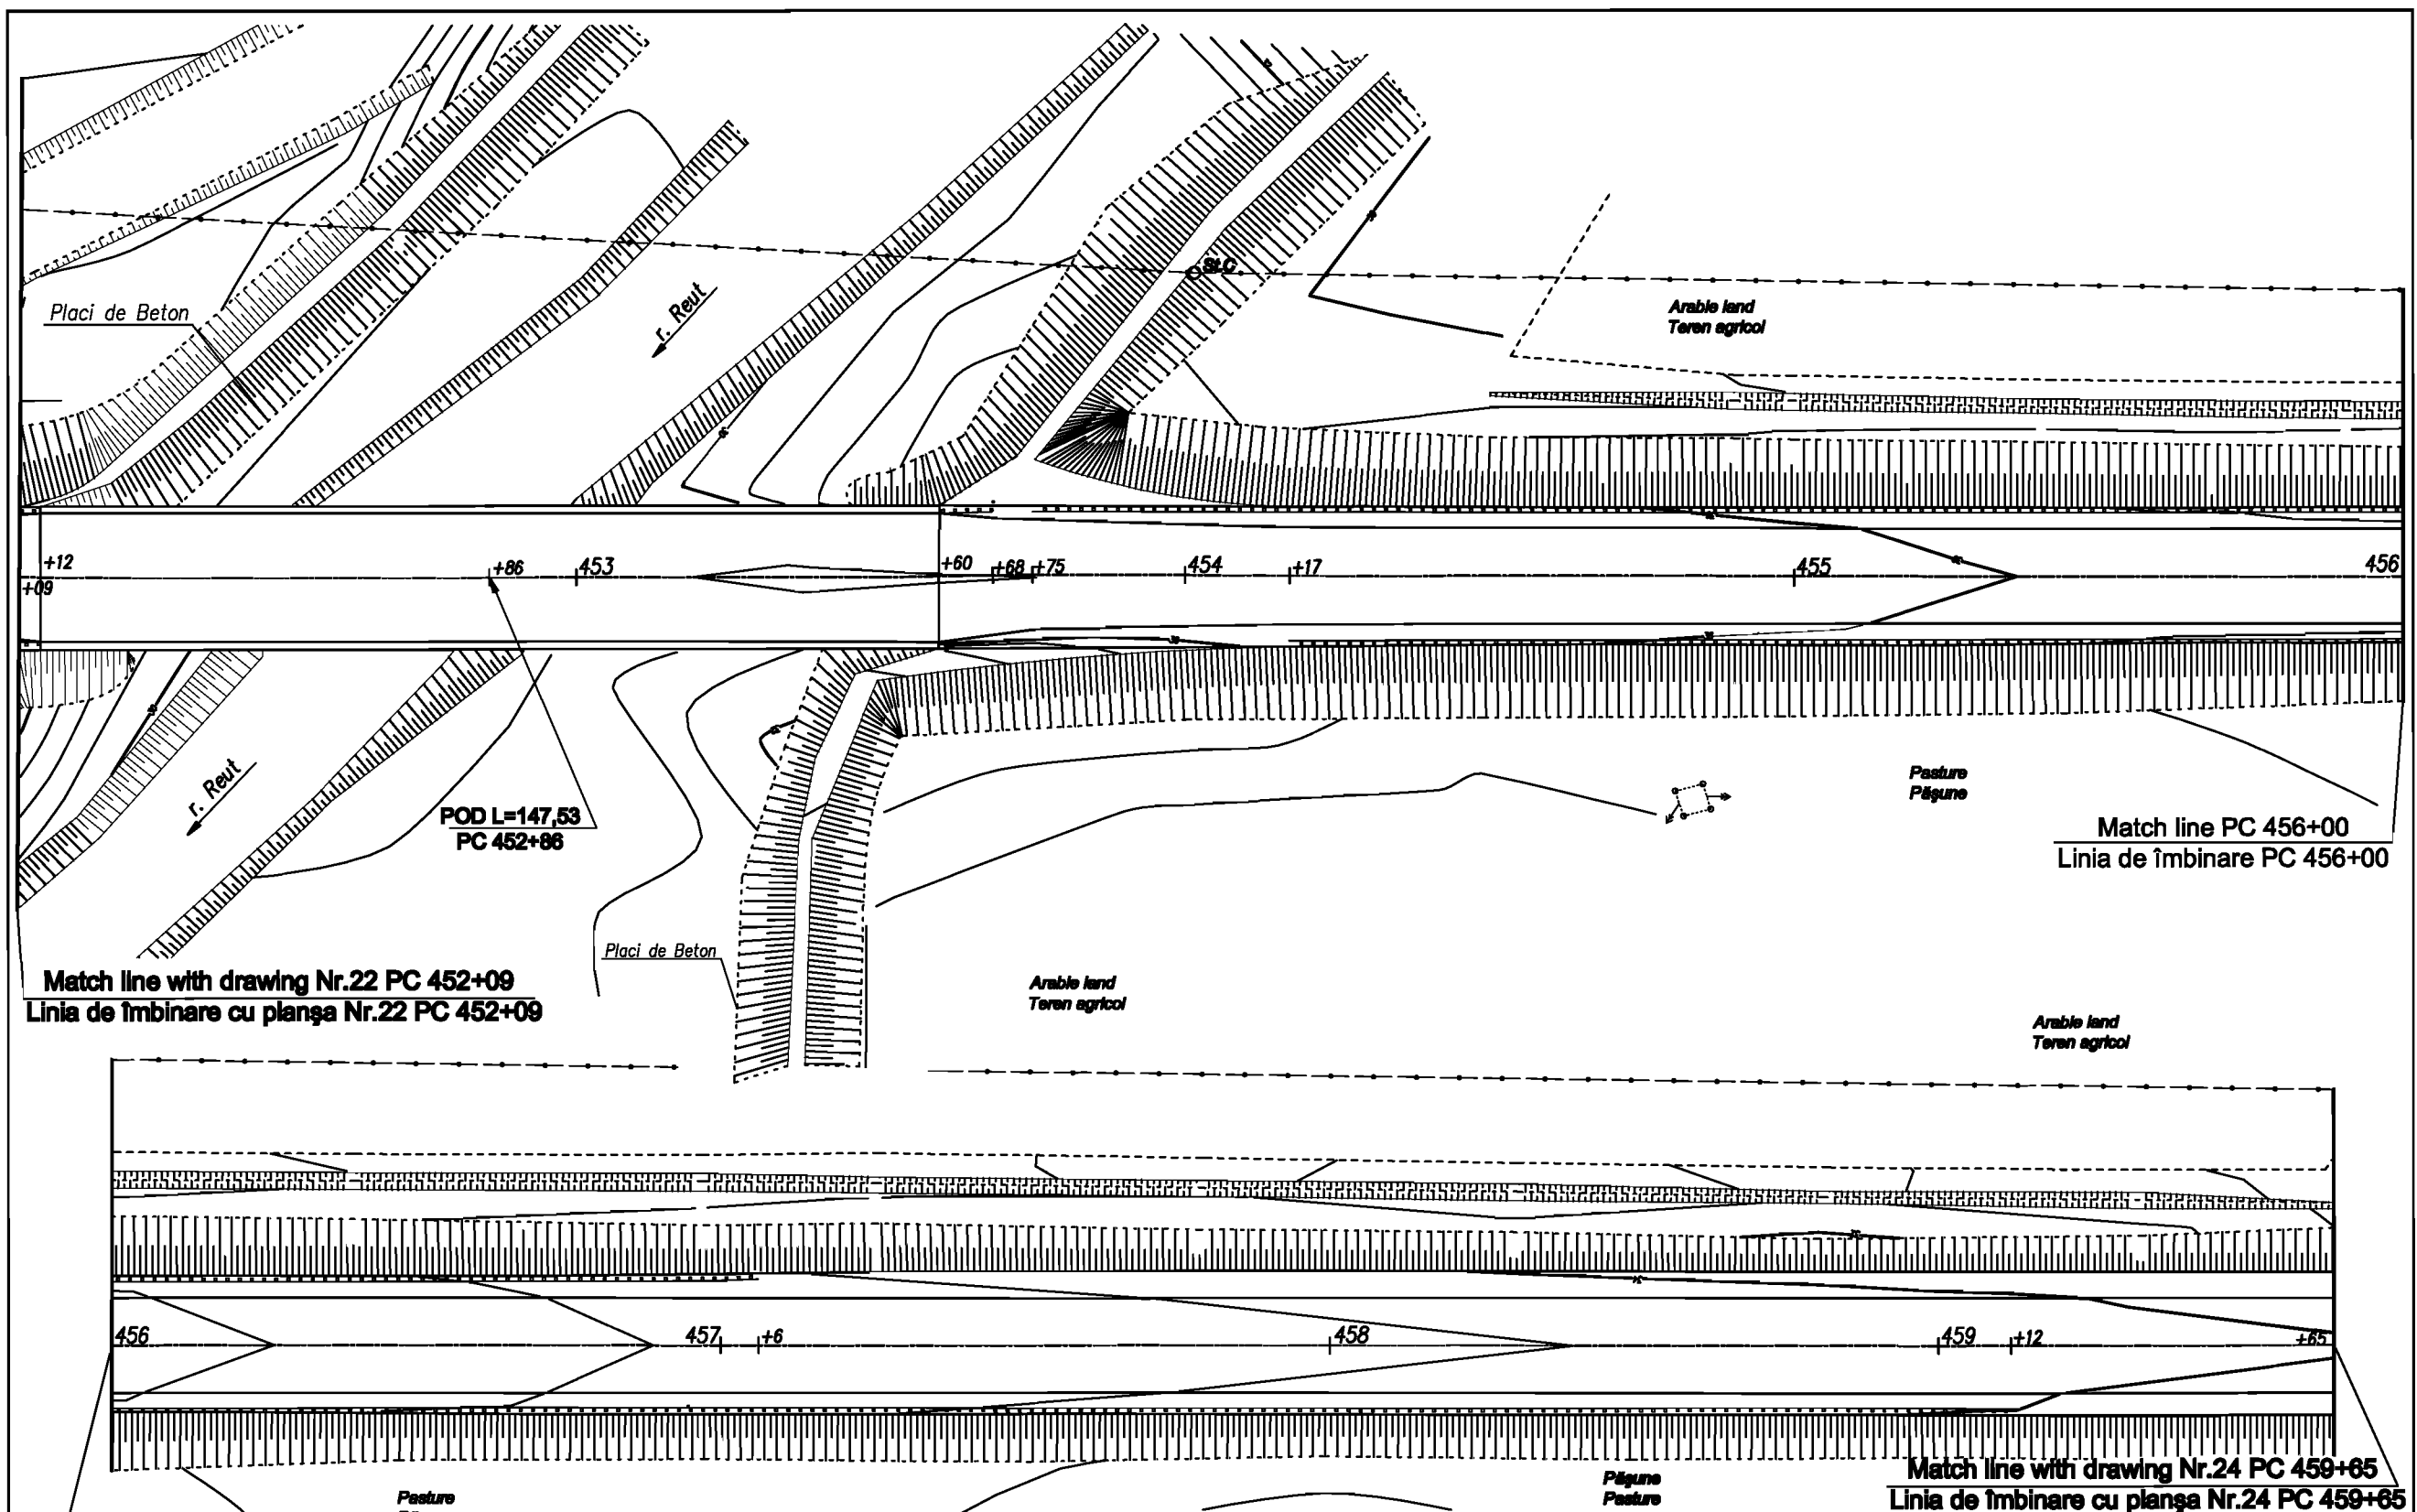 St.C
Placi de Beton
r. Reut
Arable land
Teren agricol
+12
+09
+86
453
+60
+68
+75
454
+17
455
456
r. Reut
POD L=147,53
PC 452+86
Pasture
Pășune
Match line PC 456+00
Linia de îmbinare PC 456+00
Placi de Beton
Match line with drawing Nr.22 PC 452+09
Linia de îmbinare cu planșa Nr.22 PC 452+09
Arable land
Teren agricol
Arable land
Teren agricol
456
457
+6
458
459
+12
+65
Pasture
Pășune
Pasture
Match line with drawing Nr.24 PC 459+65
Linia de îmbinare cu planșa Nr.24 PC 459+65